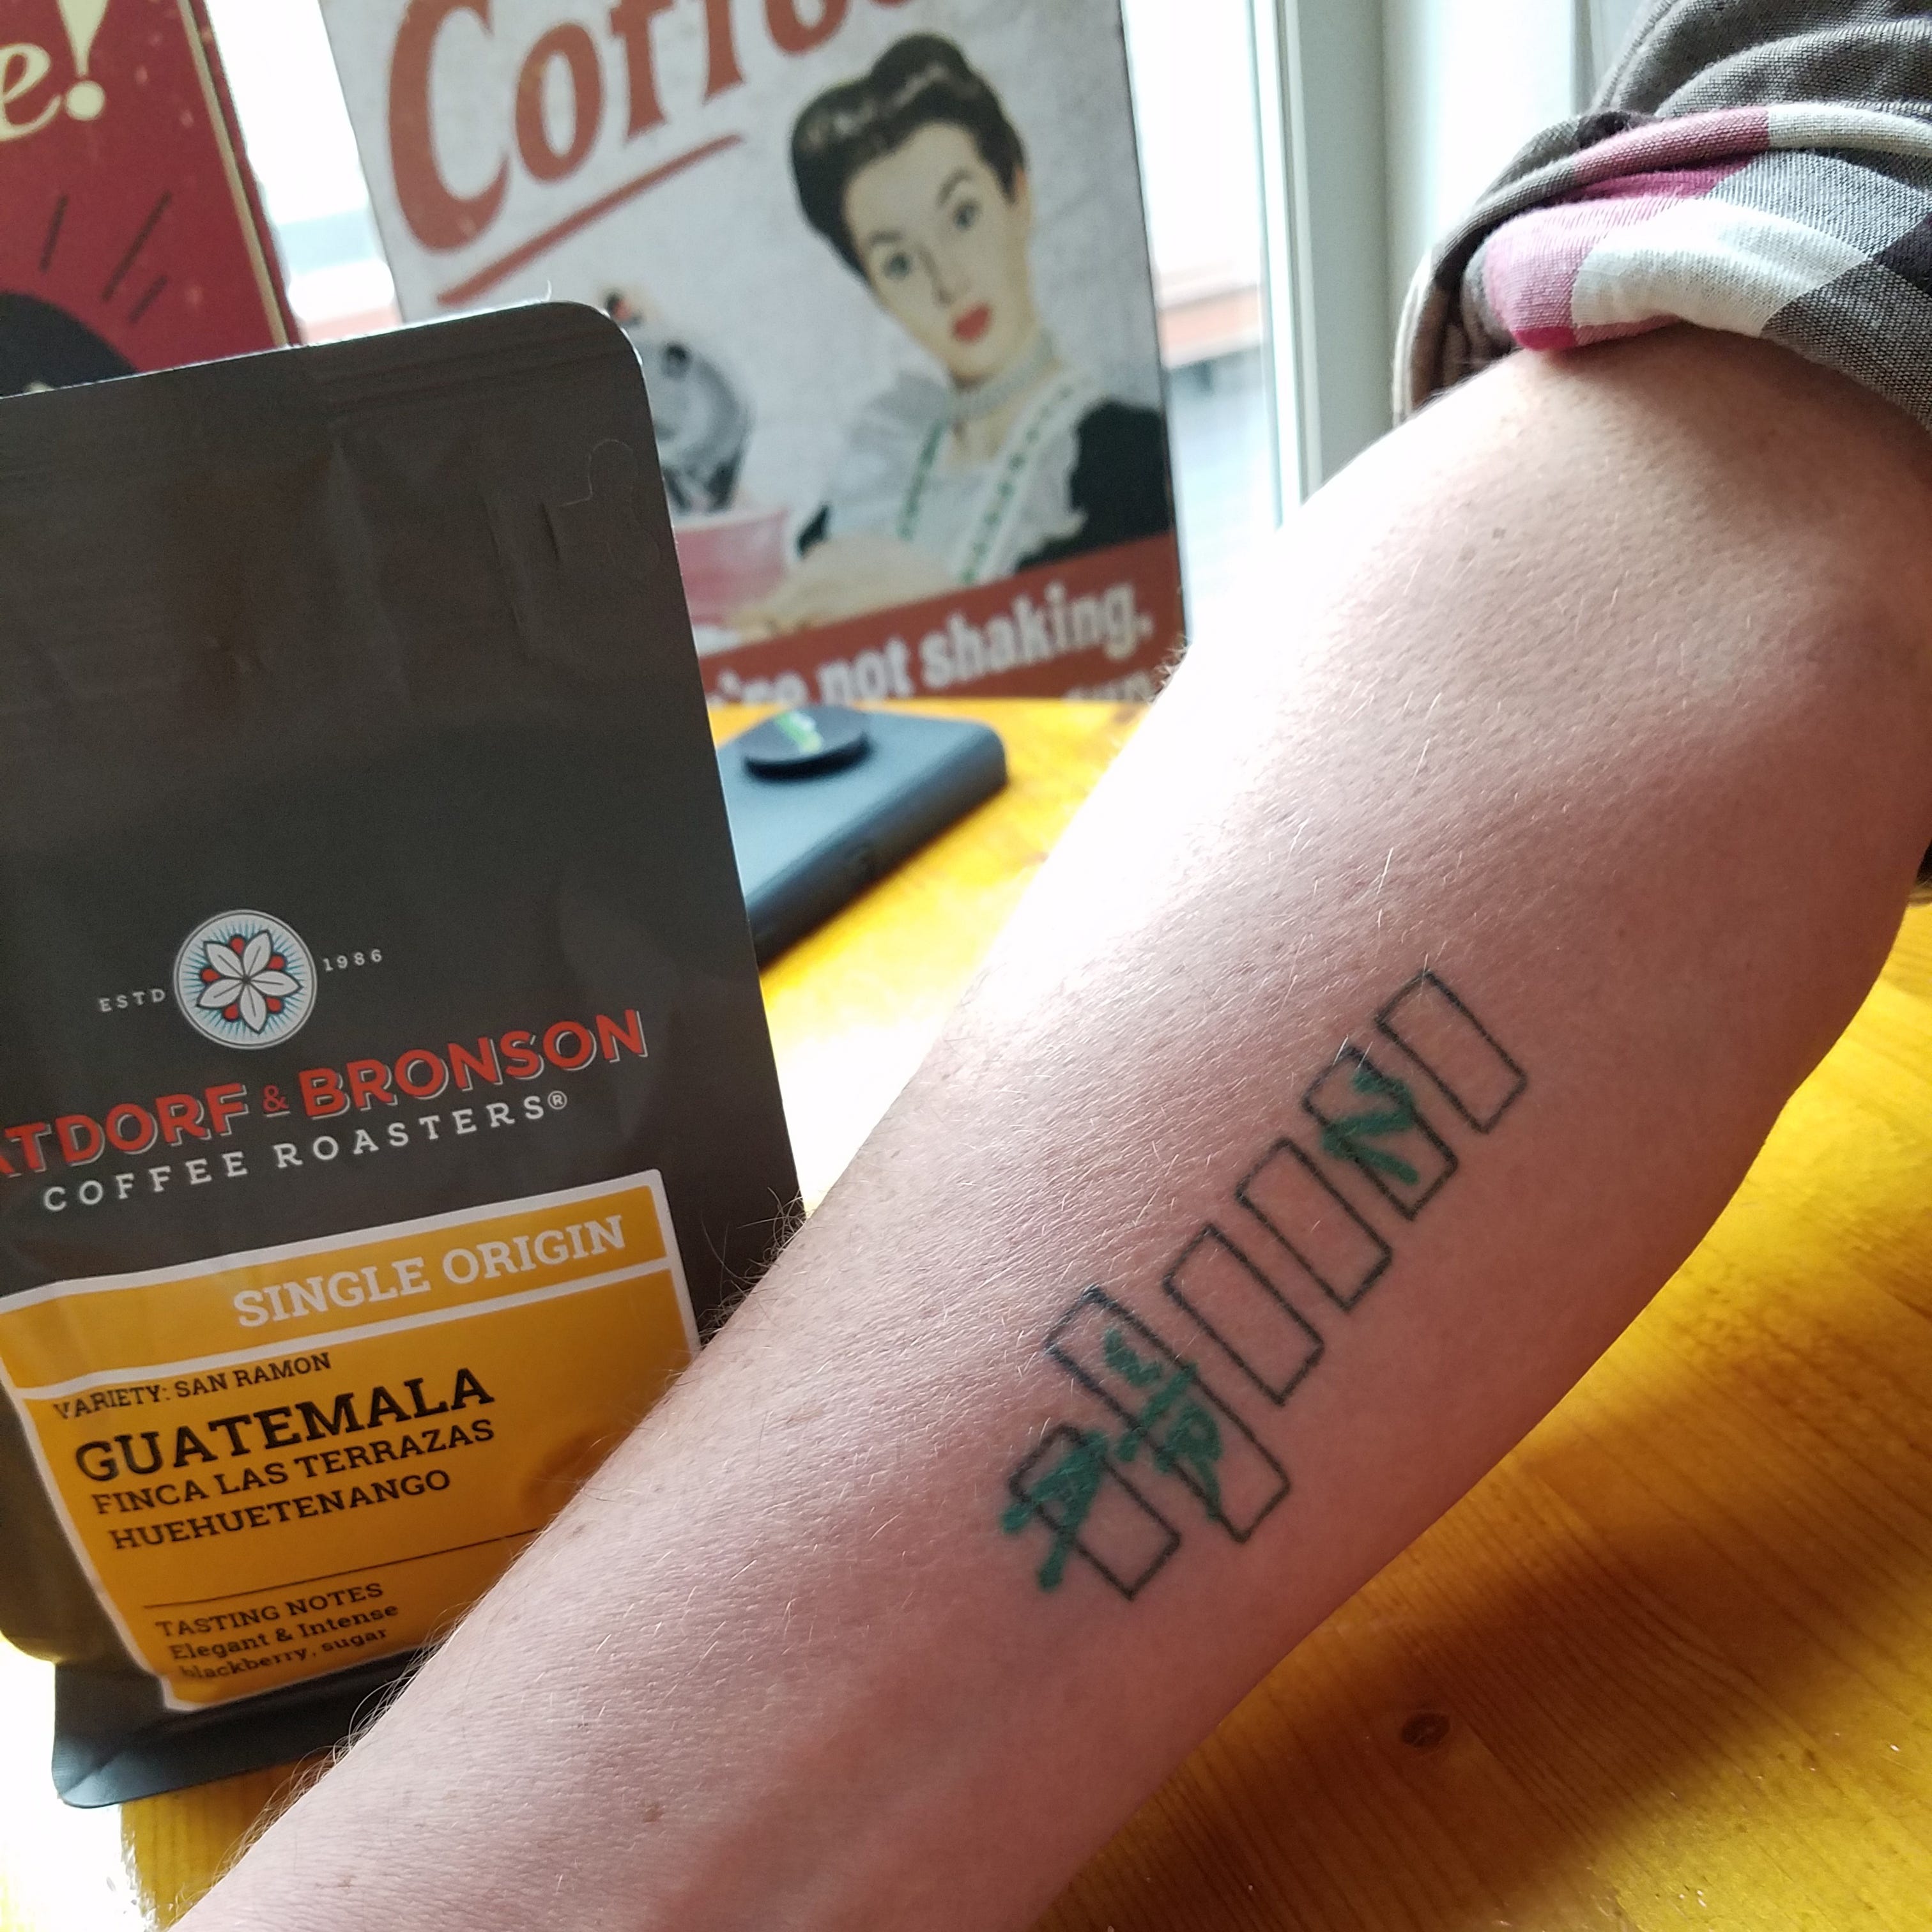 e!
Coffe
not shaking,
ESTD 1986
ATDORF & BRONSON
COFFEE ROASTERS®
SINGLE ORIGIN
VARIETY: SAN RAMON
GUATEMALA
FINCA LAS TERRAZAS
HUEHUETENANGO
TASTING NOTES
Elegant & Intense
blackberry, sugar